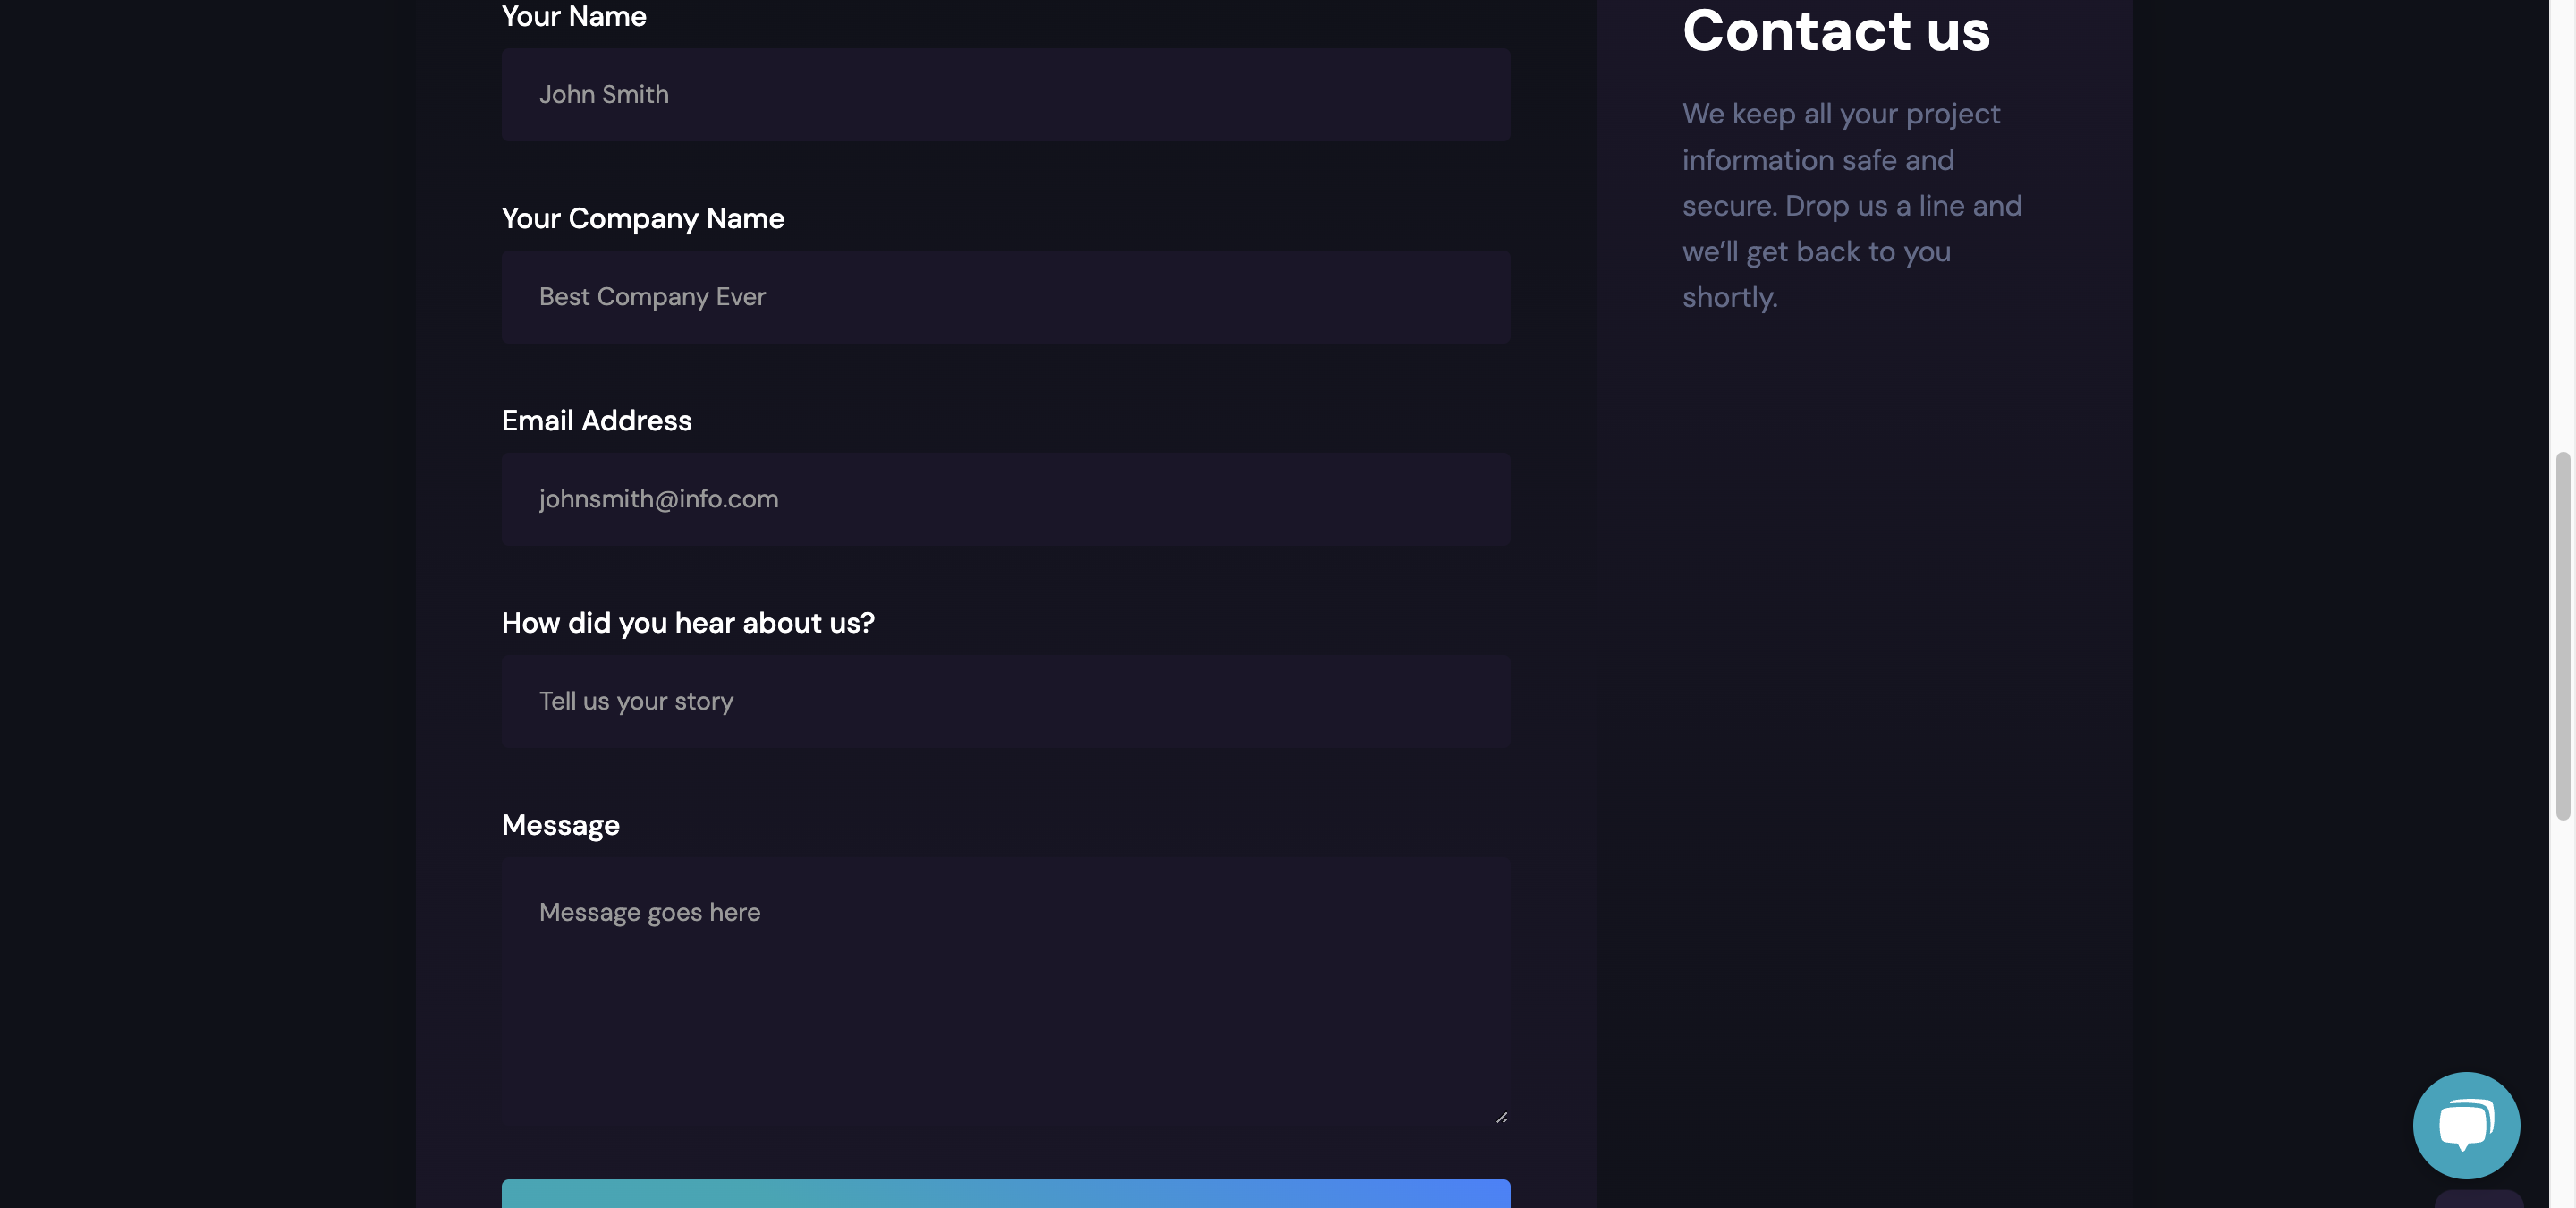 Your Name
John Smith
Your Company Name
Best Company Ever
Email Address
johnsmith@info.com
How did you hear about us?
Tell us your story
Message
Message goes here
Contact us
We keep all your project
information safe and
secure. Drop us a line and
we’ll get back to you
shortly.